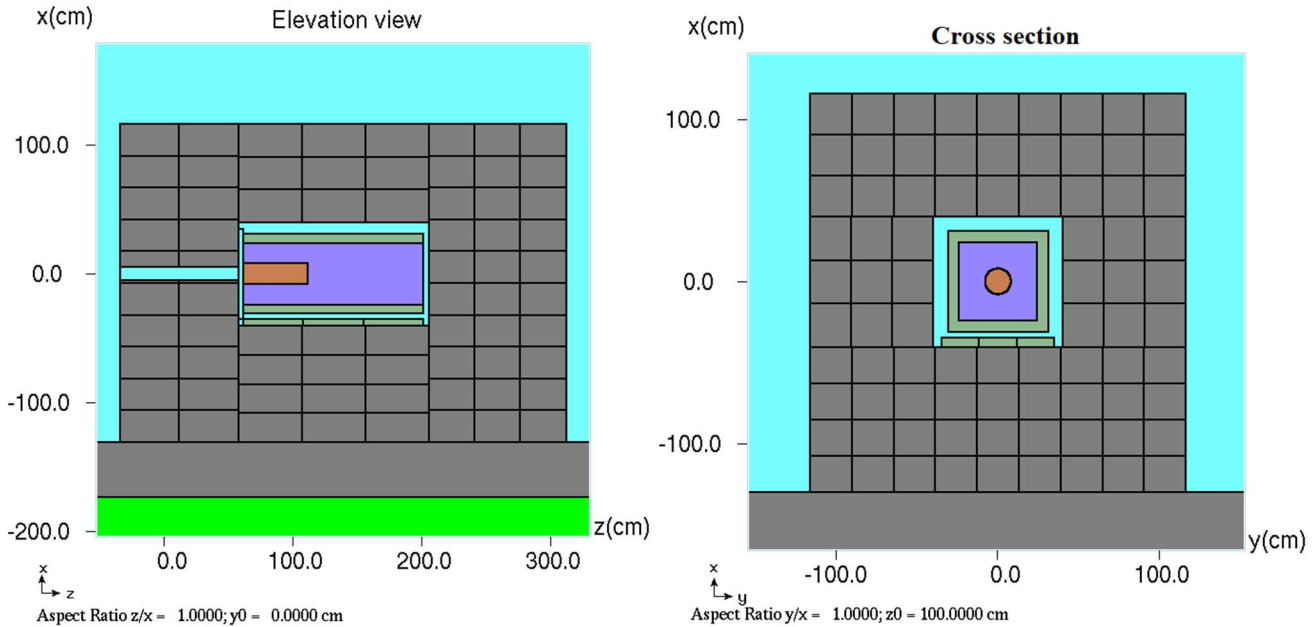 x(cm)
Elevation view
100.0
0.0
-100.0
-200.0
z(cm)
0.0
100.0
200.0
300.0
x
z
Aspect Ratio z/x = 1.0000; y0 = 0.0000 cm
x(cm)
Cross section
100.0
0.0
-100.0
y(cm)
-100.0
0.0
100.0
x
y
Aspect Ratio y/x = 1.0000; z0 = 100.0000 cm